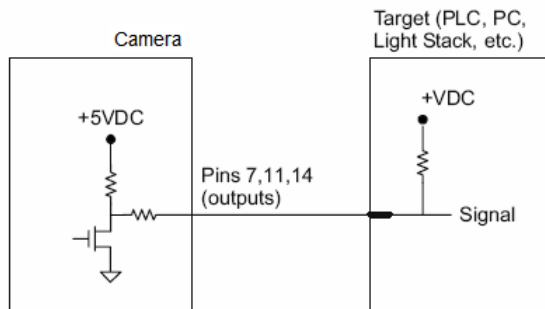 Camera
+5VDC
Pins 7,11,14
(outputs)
Target (PLC, PC,
Light Stack, etc.)
+VDC
Signal